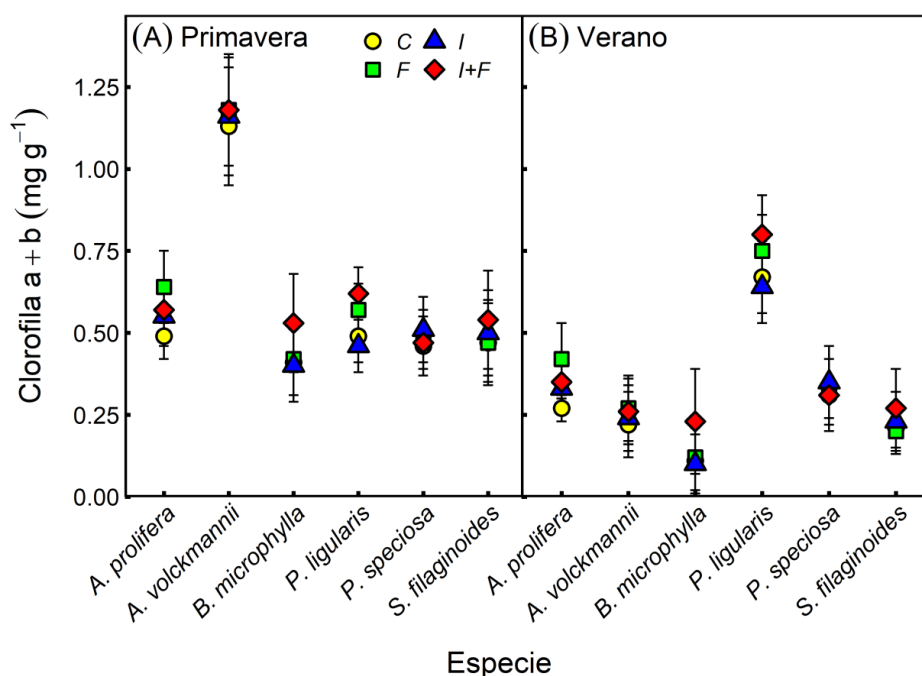 (A) Primavera
C I
F I+F
(B) Verano
Clorofila a + b (mg g⁻¹)
1.25
1.00
0.75
0.50
0.25
0.00
A. prolifera
A. volckmannii
B. microphylla
P. ligularis
P. speciosa
S. filaginoides
A. prolifera
A. volckmannii
B. microphylla
P. ligularis
P. speciosa
S. filaginoides
Especie